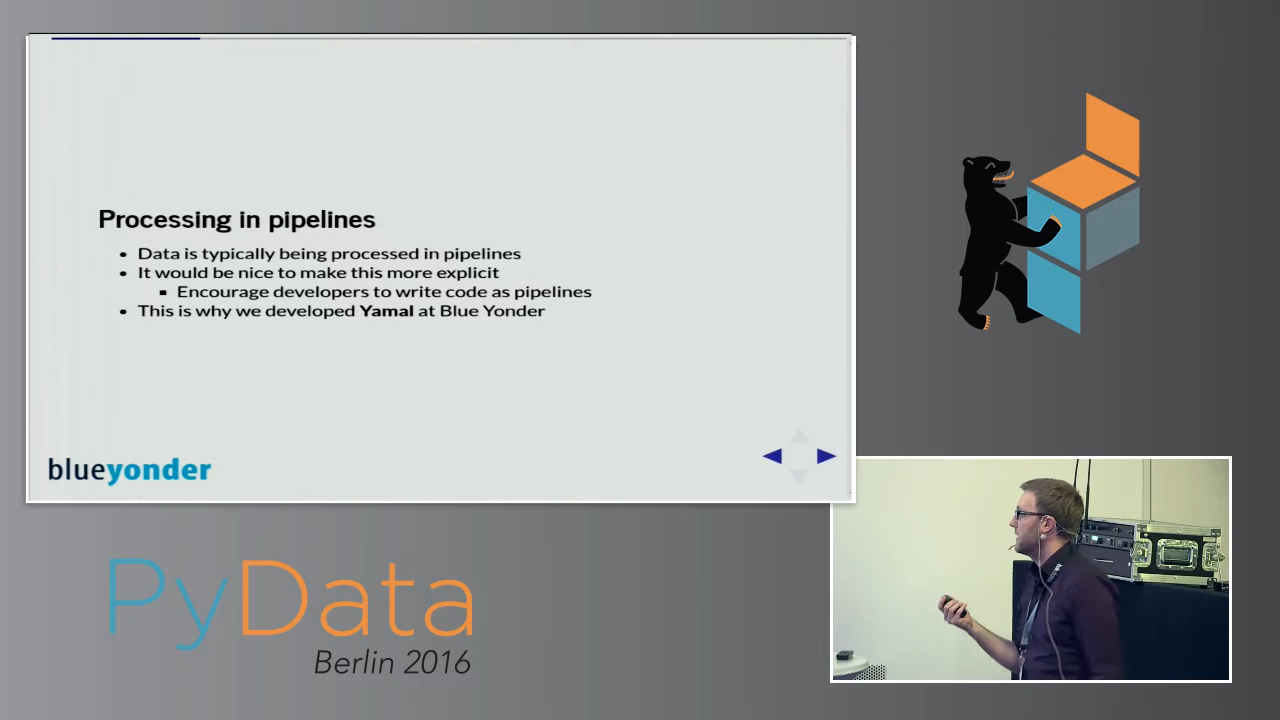 Processing in pipelines
• Data is typically being processed in pipelines
• It would be nice to make this more explicit
▪ Encourage developers to write code as pipelines
• This is why we developed Yamal at Blue Yonder
blueyonder
PyData
Berlin 2016